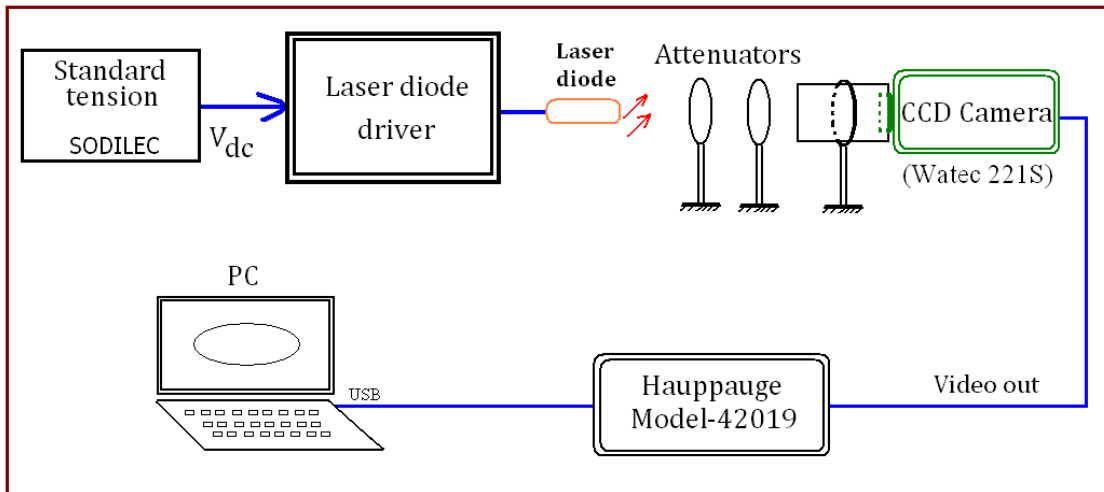 Standard
tension
SODILEC
V_dc
Laser diode
driver
Laser
diode
Attenuators
CCD Camera
(Watec 221S)
PC
USB
Hauppauge
Model-42019
Video out